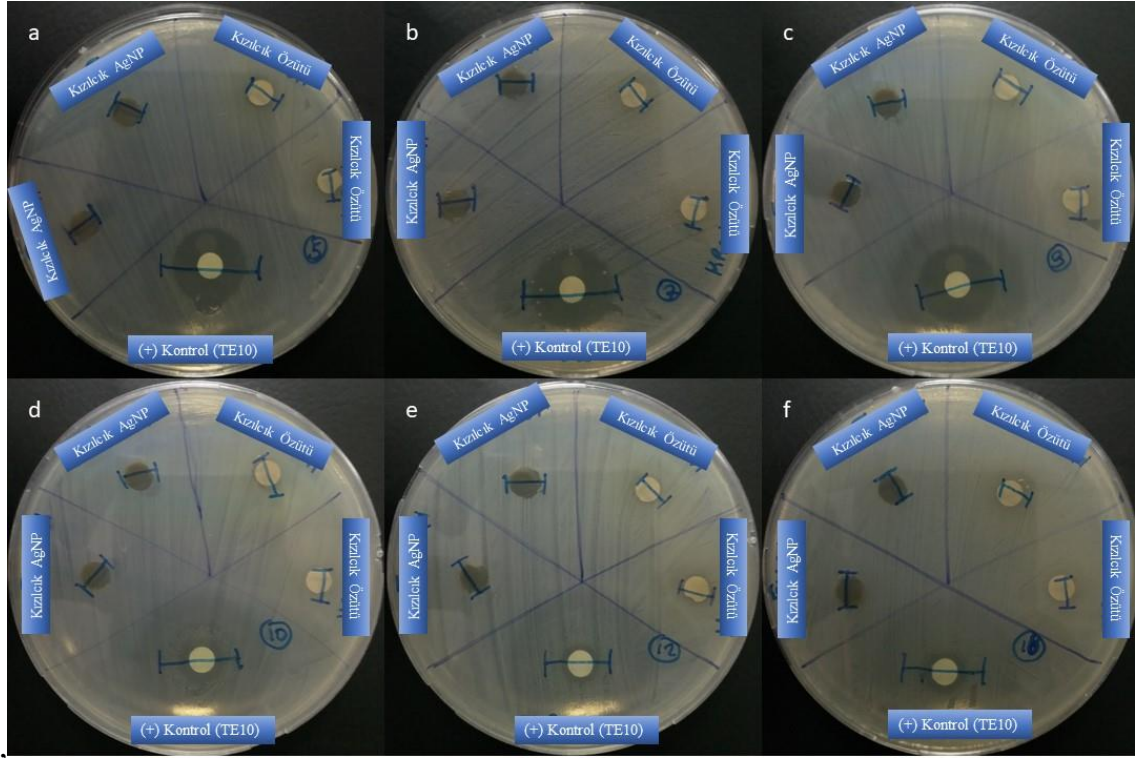 a
Kızılcık AgNP
Kızılcık Özütü
Kızılcık AgNP
Kızılcık Özütü
5
(+) Kontrol (TE10)
b
Kızılcık AgNP
Kızılcık Özütü
Kızılcık AgNP
Kızılcık Özütü
(+) Kontrol (TE10)
c
Kızılcık AgNP
Kızılcık Özütü
Kızılcık AgNP
Kızılcık Özütü
9
(+) Kontrol (TE10)
d
Kızılcık AgNP
Kızılcık Özütü
Kızılcık AgNP
Kızılcık Özütü
10
(+) Kontrol (TE10)
e
Kızılcık AgNP
Kızılcık Özütü
Kızılcık AgNP
Kızılcık Özütü
12
(+) Kontrol (TE10)
f
Kızılcık AgNP
Kızılcık Özütü
Kızılcık AgNP
Kızılcık Özütü
(+) Kontrol (TE10)